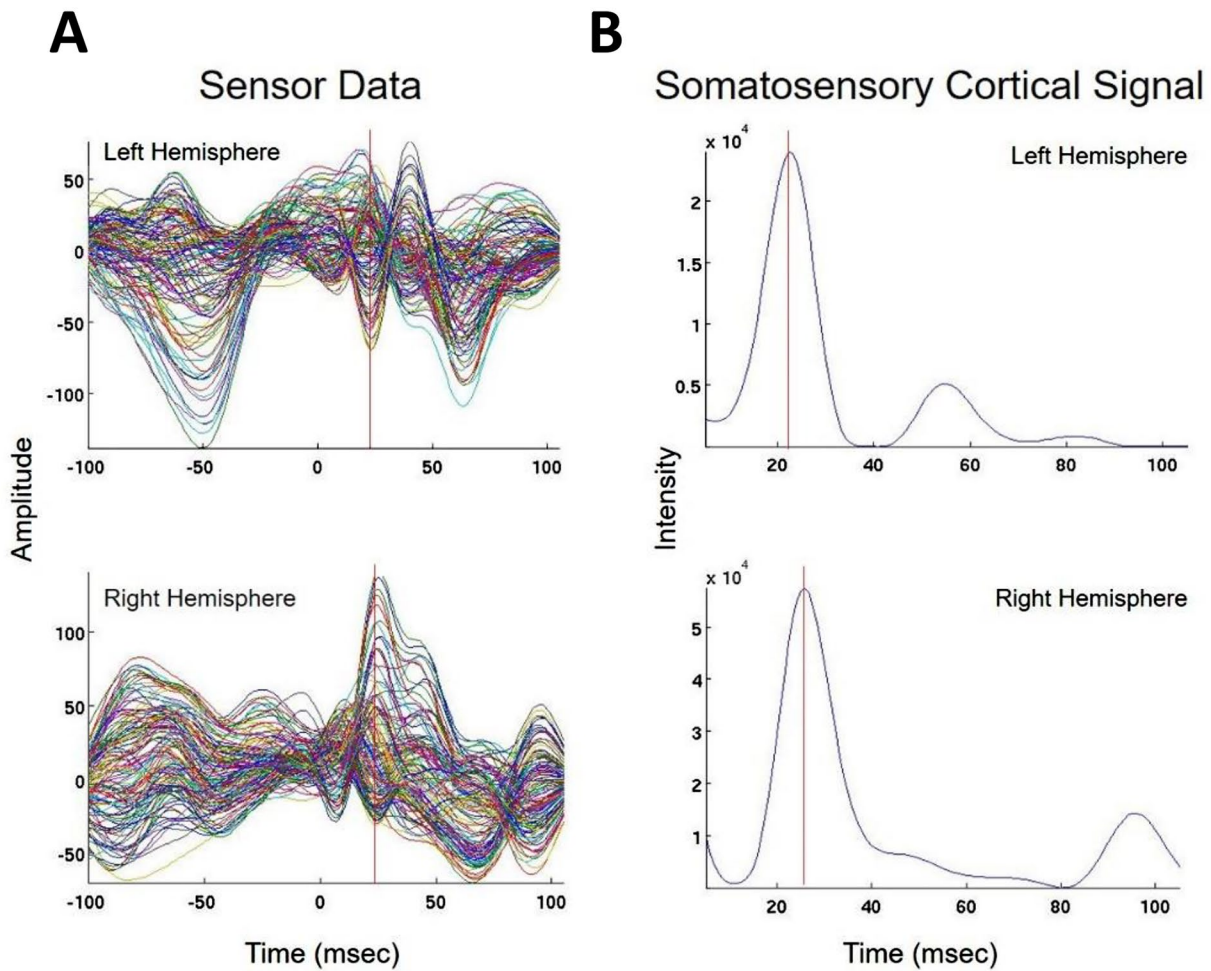 A
B
Sensor Data
Somatosensory Cortical Signal
Left Hemisphere
50
0
-50
-100
-100 -50 0 50 100
x 10^4
Left Hemisphere
2
1.5
1
0.5
20 40 60 80 100
Amplitude
Intensity
Right Hemisphere
100
50
0
-50
-100 -50 0 50 100
Time (msec)
x 10^4
Right Hemisphere
5
4
3
2
1
20 40 60 80 100
Time (msec)